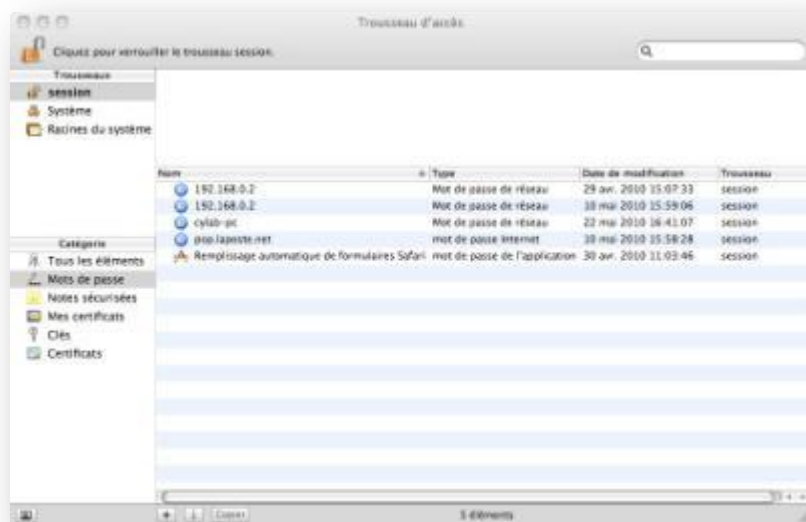 Trousseau d'accès
Cliquez pour verrouiller le trousseau session.
Trousseaux
session
Système
Racines du système
Nom Type Date de modification Trousseau
192.168.0.2 Mot de passe de réseau 29 avr. 2010 15:07:33 session
192.168.0.2 Mot de passe de réseau 10 mai 2010 15:59:06 session
cylab-pc Mot de passe de réseau 22 mai 2010 16:41:07 session
pop.laposte.net mot de passe Internet 10 mai 2010 15:58:28 session
Remplissage automatique de formulaires Safari mot de passe de l'application 30 avr. 2010 11:03:46 session
Catégorie
Tous les éléments
Mots de passe
Notes sécurisées
Mes certificats
Clés
Certificats
Copier
5 éléments